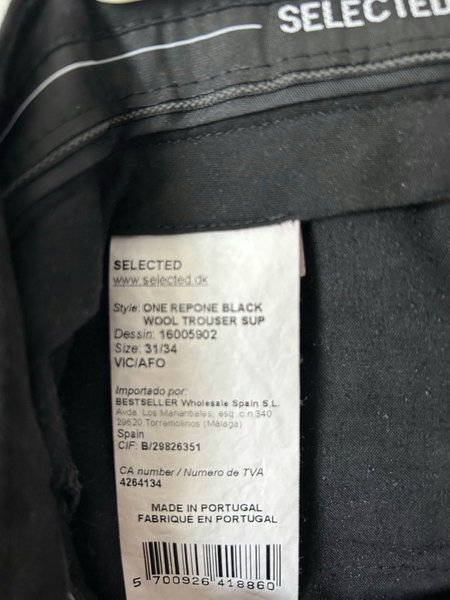 SELECTED
SELECTED
www.selected.dk
Style: ONE REPONE BLACK
WOOL TROUSER SUP
Dessin: 16005902
Size: 31/34
VIC/AFO
Importado por:
BESTSELLER Wholesale Spain S.L.
Avda. Los Manantiales, esq. c.n 340
29620 Torremolinos (Málaga)
Spain
CIF: B/29826351
CA number / Numero de TVA
4264134
MADE IN PORTUGAL
FABRIQUÉ EN PORTUGAL
5 700926 418860